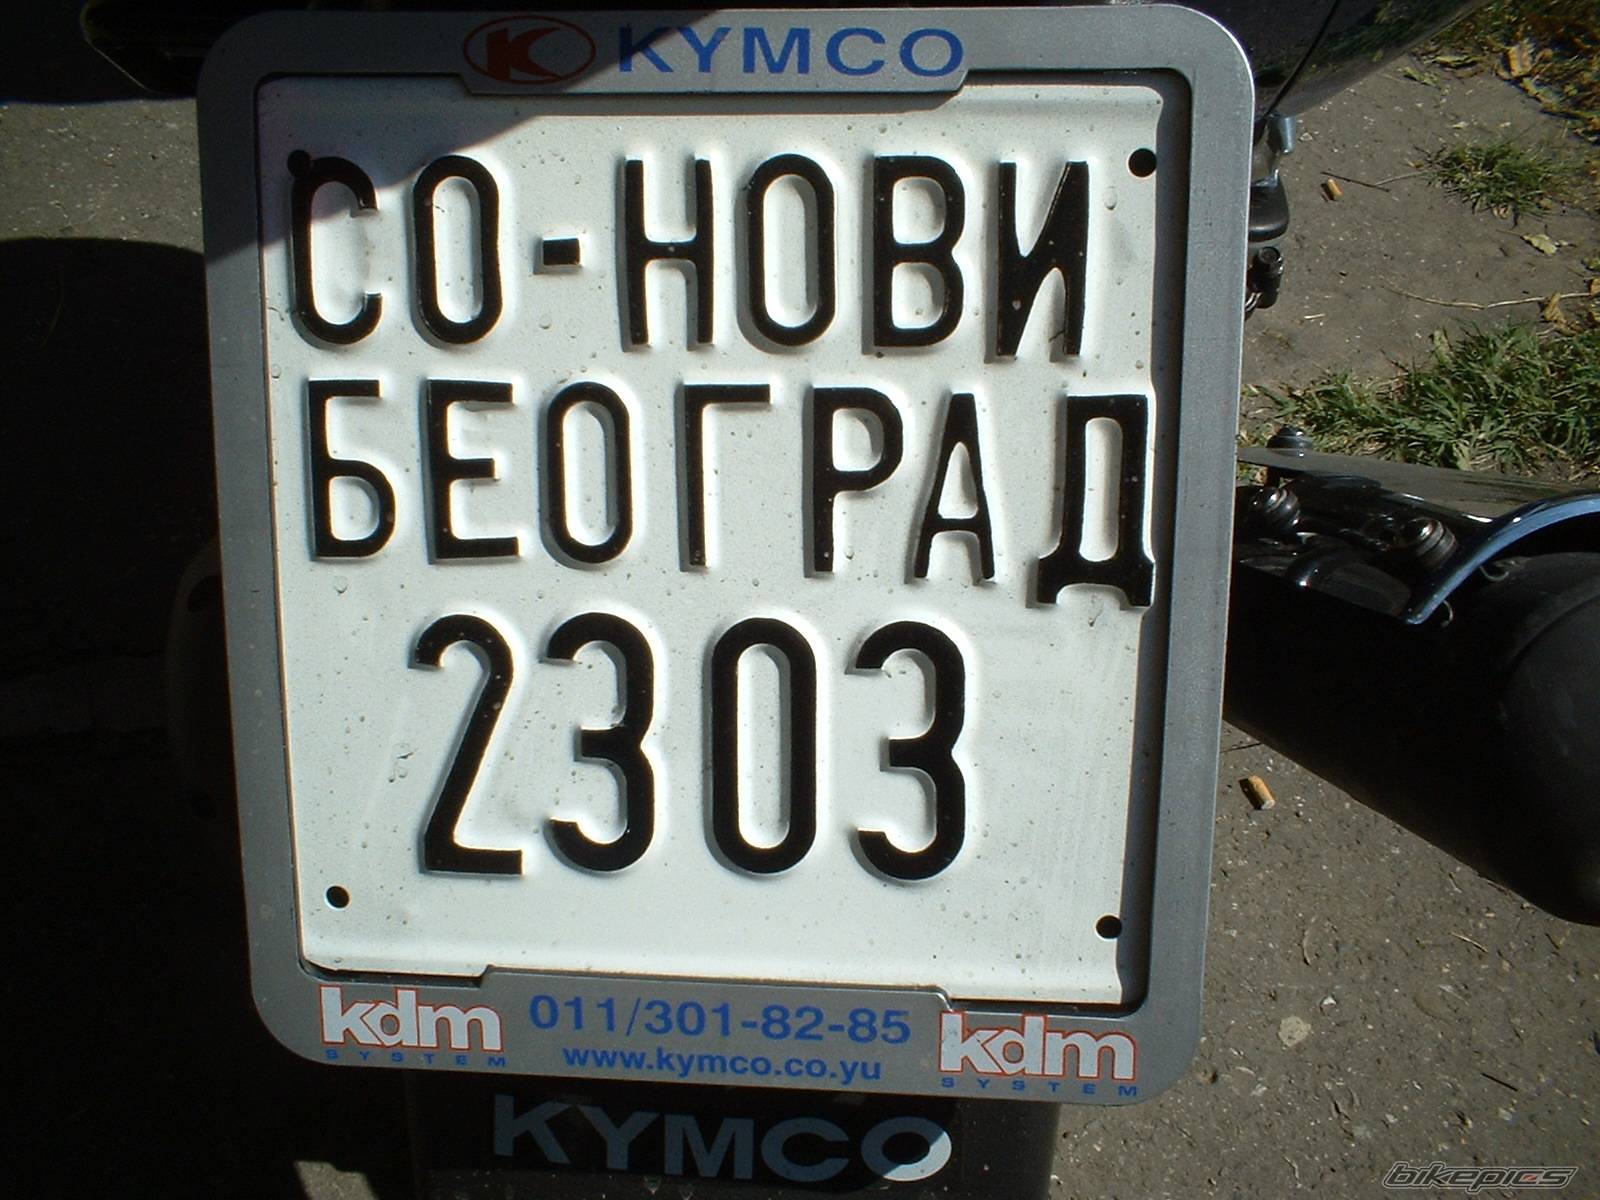 KYMCO
СО-НОВИ
БЕОГРАД
2303
kdm 011/301-82-85 kdm
SYSTEM www.kymco.co.yu SYSTEM
KYMCO
bikepics